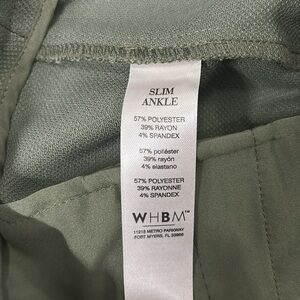 SLIM
ANKLE
57% POLYESTER
39% RAYON
4% SPANDEX
57% poliéster
39% rayón
4% elastano
57% POLYESTER
39% RAYONNE
4% SPANDEX
WHBM™
11215 METRO PARKWAY
FORT MYERS, FL 33966